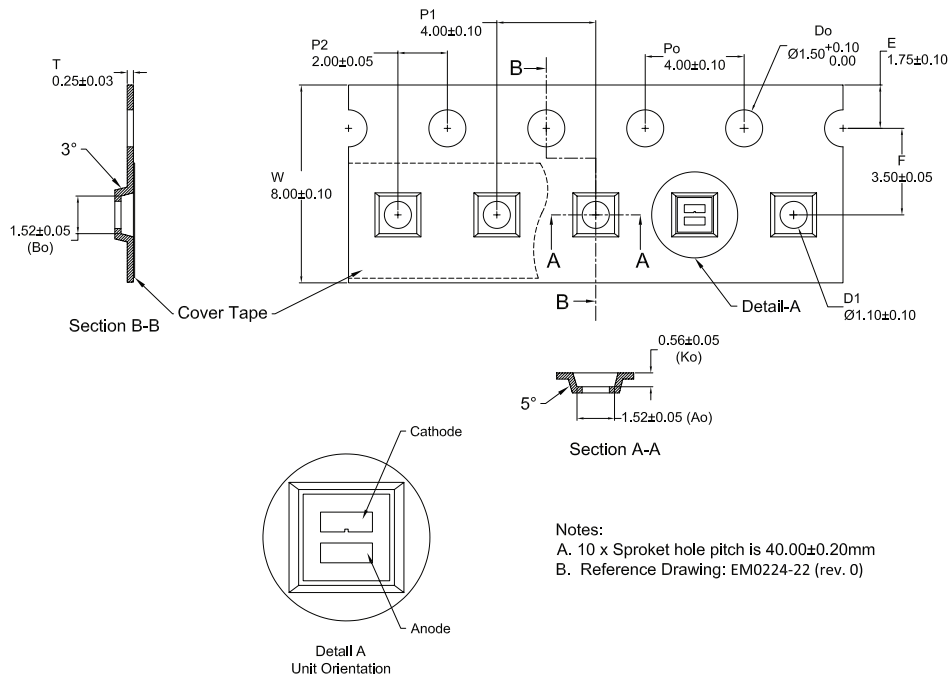 P1
4.00±0.10
P2
2.00±0.05
T
0.25±0.03
B
Po
4.00±0.10
Do
Ø1.50+0.10
0.00
E
1.75±0.10
3°
W
8.00±0.10
F
3.50±0.05
1.52±0.05
(Bo)
A
A
B
Section B-B
Cover Tape
Detail-A
D1
Ø1.10±0.10
0.56±0.05
(Ko)
5°
1.52±0.05 (Ao)
Section A-A
Cathode
Anode
Detail A
Unit Orientation
Notes:
A. 10 x Sproket hole pitch is 40.00±0.20mm
B. Reference Drawing: EM0224-22 (rev. 0)